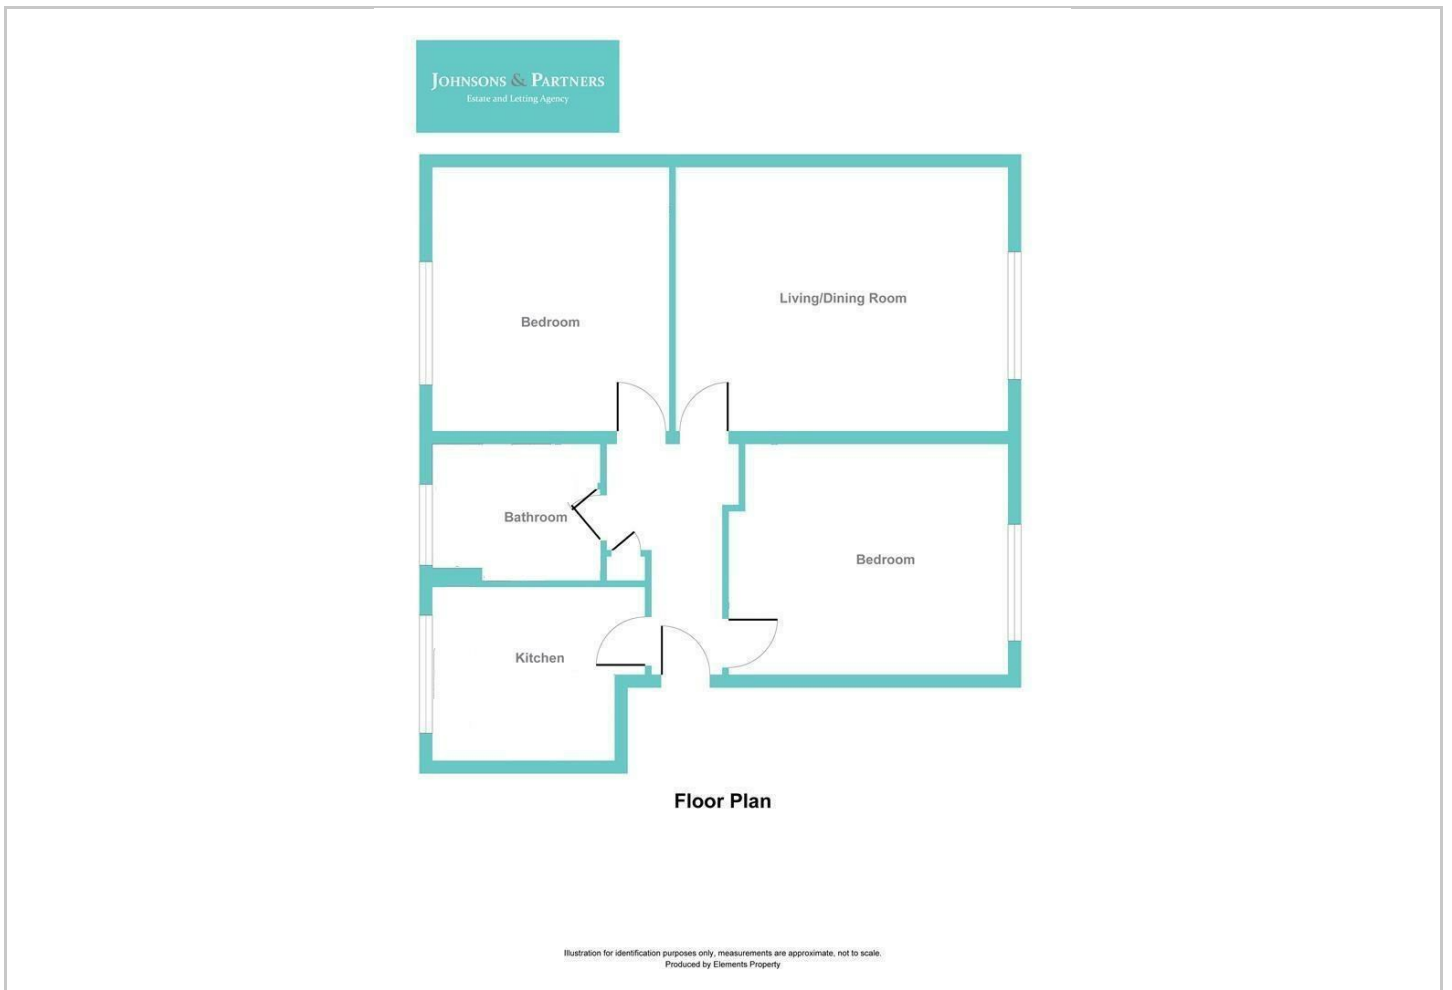 JOHNSONS & PARTNERS
Estate and Letting Agency
Living/Dining Room
Bedroom
Bathroom
Bedroom
Kitchen
Floor Plan
Illustration for identification purposes only, measurements are approximate, not to scale.
Produced by Elements Property